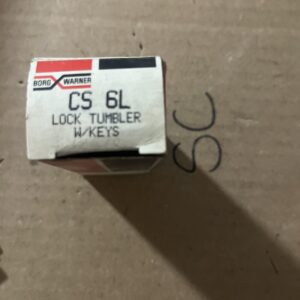 BORG WARNER
CS 6L
LOCK TUMBLER
W/KEYS
SC